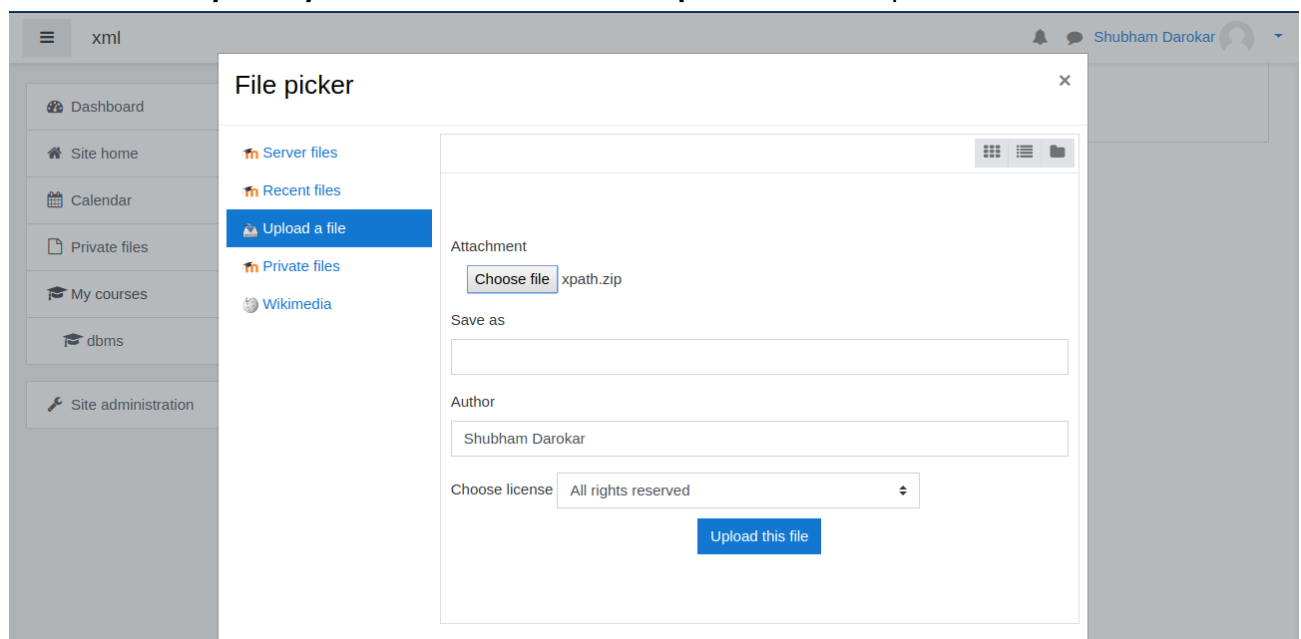 xml
Shubham Darokar
File picker
×
Dashboard
Site home
Calendar
Private files
My courses
dbms
Site administration
Server files
Recent files
Upload a file
Private files
Wikimedia
Attachment
Choose file xpath.zip
Save as
Author
Shubham Darokar
Choose license All rights reserved
Upload this file